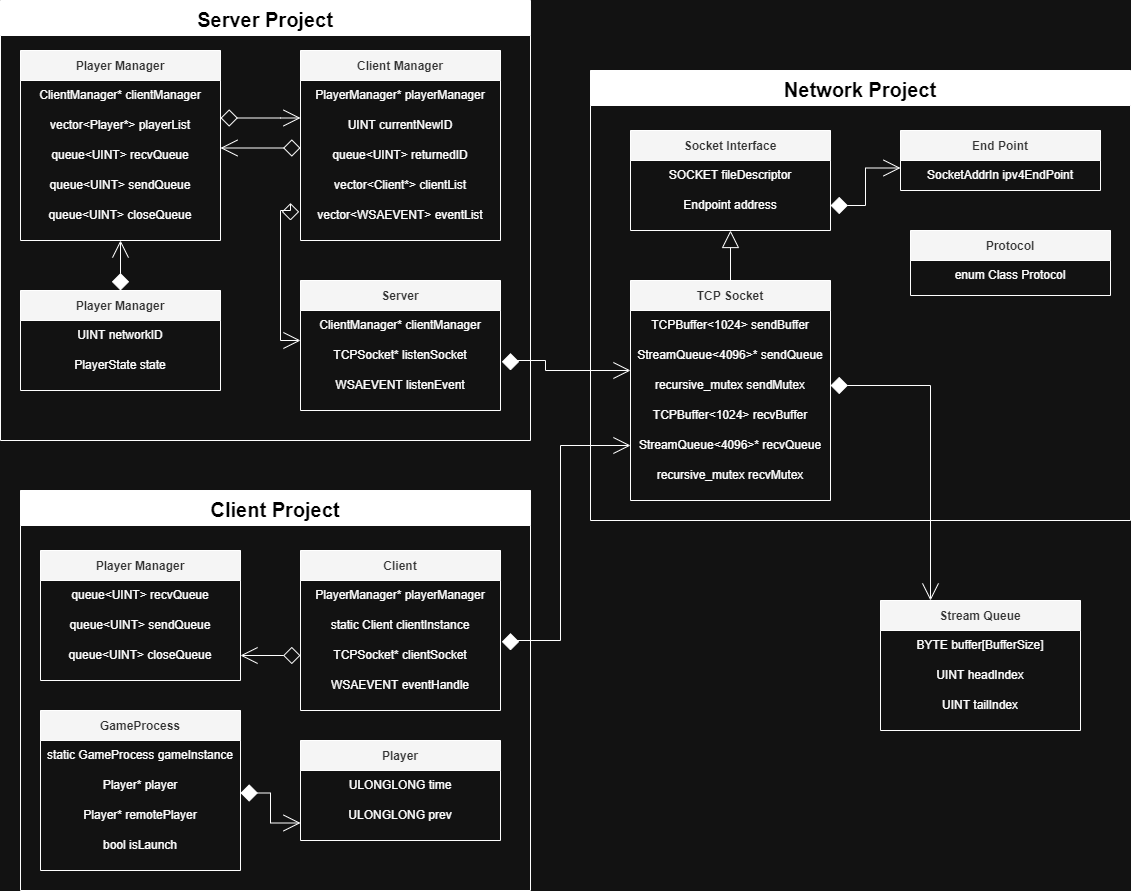 Server Project
Player Manager
ClientManager* clientManager
vector<Player*> playerList
queue<UINT> recvQueue
queue<UINT> sendQueue
queue<UINT> closeQueue
Client Manager
PlayerManager* playerManager
UINT currentNewID
queue<UINT> returnedID
vector<Client*> clientList
vector<WSAEVENT> eventList
Player Manager
UINT networkID
PlayerState state
Server
ClientManager* clientManager
TCPSocket* listenSocket
WSAEVENT listenEvent
Network Project
Socket Interface
SOCKET fileDescriptor
Endpoint address
End Point
SocketAddrIn ipv4EndPoint
Protocol
enum Class Protocol
TCP Socket
TCPBuffer<1024> sendBuffer
StreamQueue<4096>* sendQueue
recursive_mutex sendMutex
TCPBuffer<1024> recvBuffer
StreamQueue<4096>* recvQueue
recursive_mutex recvMutex
Client Project
Player Manager
queue<UINT> recvQueue
queue<UINT> sendQueue
queue<UINT> closeQueue
Client
PlayerManager* playerManager
static Client clientInstance
TCPSocket* clientSocket
WSAEVENT eventHandle
GameProcess
static GameProcess gameInstance
Player* player
Player* remotePlayer
bool isLaunch
Player
ULONGLONG time
ULONGLONG prev
Stream Queue
BYTE buffer[BufferSize]
UINT headIndex
UINT tailIndex